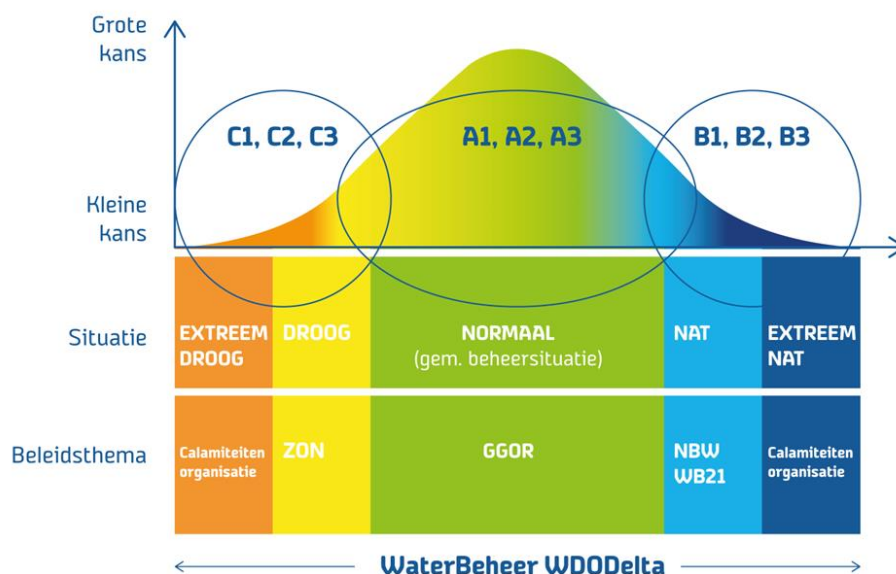 Grote
kans
C1, C2, C3
A1, A2, A3
B1, B2, B3
Kleine
kans
Situatie
EXTREEM
DROOG
DROOG
NORMAAL
(gem. beheersituatie)
NAT
EXTREEM
NAT
Beleidsthema
Calamiteiten
organisatie
ZON
GGOR
NBW
WB21
Calamiteiten
organisatie
WaterBeheer WDODelta